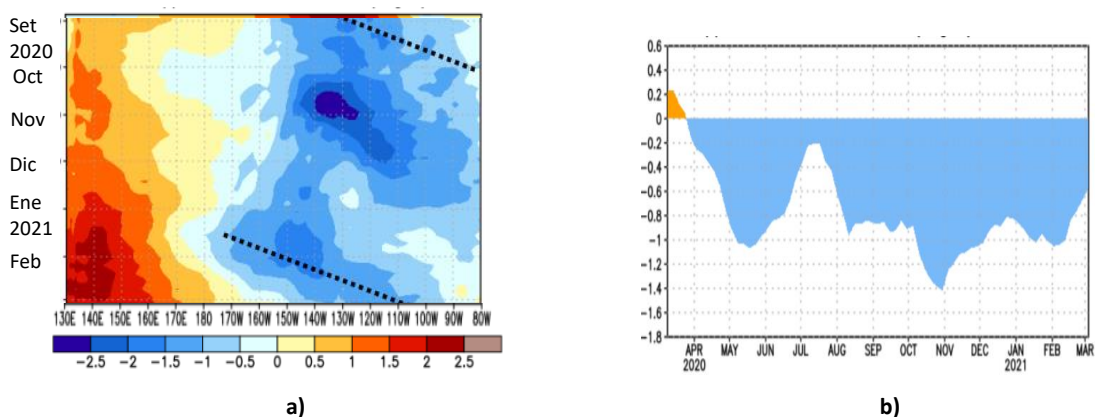 Set
2020
Oct
Nov
Dic
Ene
2021
Feb
130E 140E 150E 160E 170E 180 170W 150W 140W 130W 120W 110W 100W 90W 80W
−2.5 −2 −1.5 −1 −0.5 0 0.5 1 1.5 2 2.5
a)
0.6
0.4
0.2
0
−0.2
−0.4
−0.6
−0.8
−1
−1.2
−1.4
−1.6
−1.8
APR MAY JUN JUL AUG SEP OCT NOV DEC JAN FEB MAR
2020 2021
b)